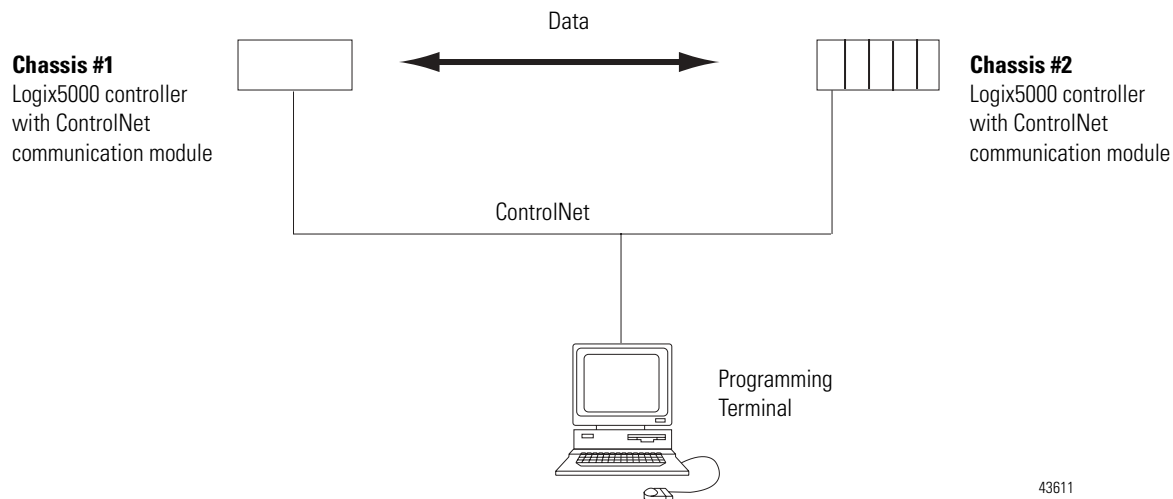 Data
Chassis #1
Logix5000 controller
with ControlNet
communication module
Chassis #2
Logix5000 controller
with ControlNet
communication module
ControlNet
Programming
Terminal
43611